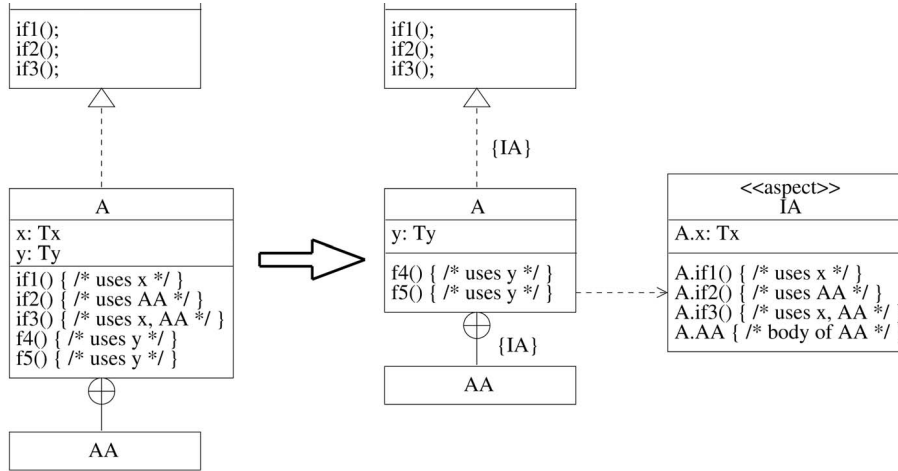 if1();
if2();
if3();
A
x: Tx
y: Ty
if1() { /* uses x */ }
if2() { /* uses AA */ }
if3() { /* uses x, AA */ }
f4() { /* uses y */ }
f5() { /* uses y */ }
AA
if1();
if2();
if3();
{IA}
A
y: Ty
f4() { /* uses y */ }
f5() { /* uses y */ }
{IA}
AA
<<aspect>>
IA
A.x: Tx
A.if1() { /* uses x */ }
A.if2() { /* uses AA */ }
A.if3() { /* uses x, AA */ }
A.AA { /* body of AA */ }